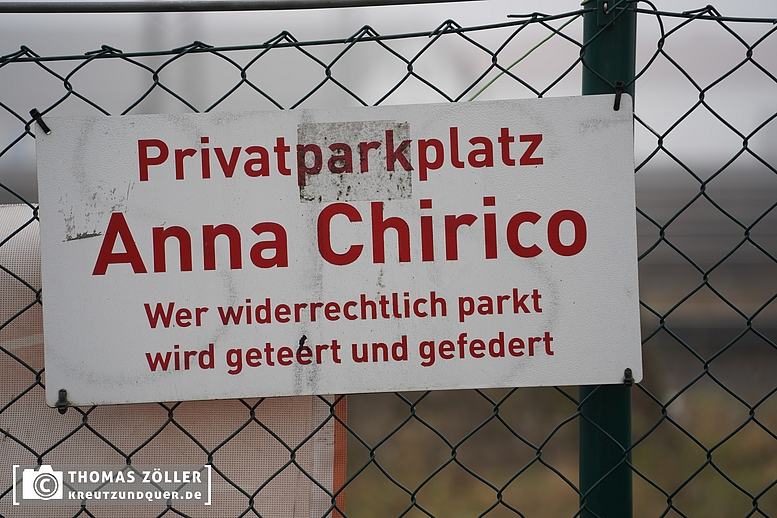 Privatparkplatz
Anna Chirico
Wer widerrechtlich parkt
wird geteert und gefedert
© THOMAS ZÖLLER
KREUTZUNDQUER.DE